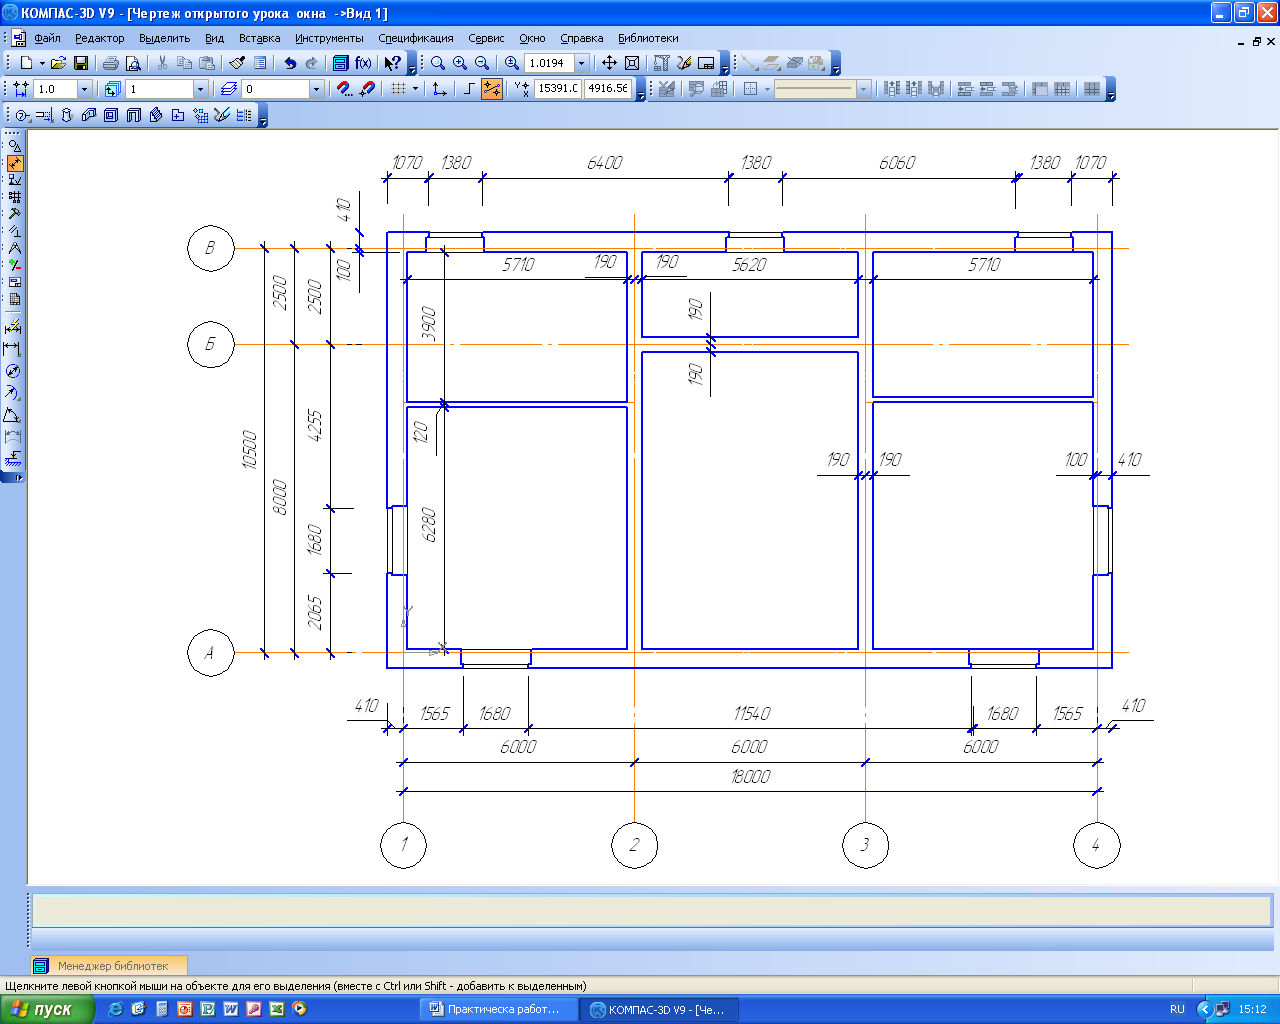 КОМПАС-3D V9 - [Чертеж открытого урока окна ->Вид 1]
Файл Редактор Выделить Вид Вставка Инструменты Спецификация Сервис Окно Справка Библиотеки
f(x) 1.0194
1.0 1 0 15391.0 4916.56
1070 1380 6400 1380 6060 1380 1070
410
В
100 5710 190 190 5620 5710
2500 2500 3900 190
Б
190
10500 8000 4255 120
190 190 100 410
1680 6280
2065 Y X
А
410 1565 1680 11540 1680 1565 410
6000 6000 6000
18000
1 2 3 4
Менеджер библиотек
Щелкните левой кнопкой мыши на объекте для его выделения (вместе с Ctrl или Shift - добавить к выделенным)
пуск Практическа работ... КОМПАС-3D V9 - [Че... RU 15:12